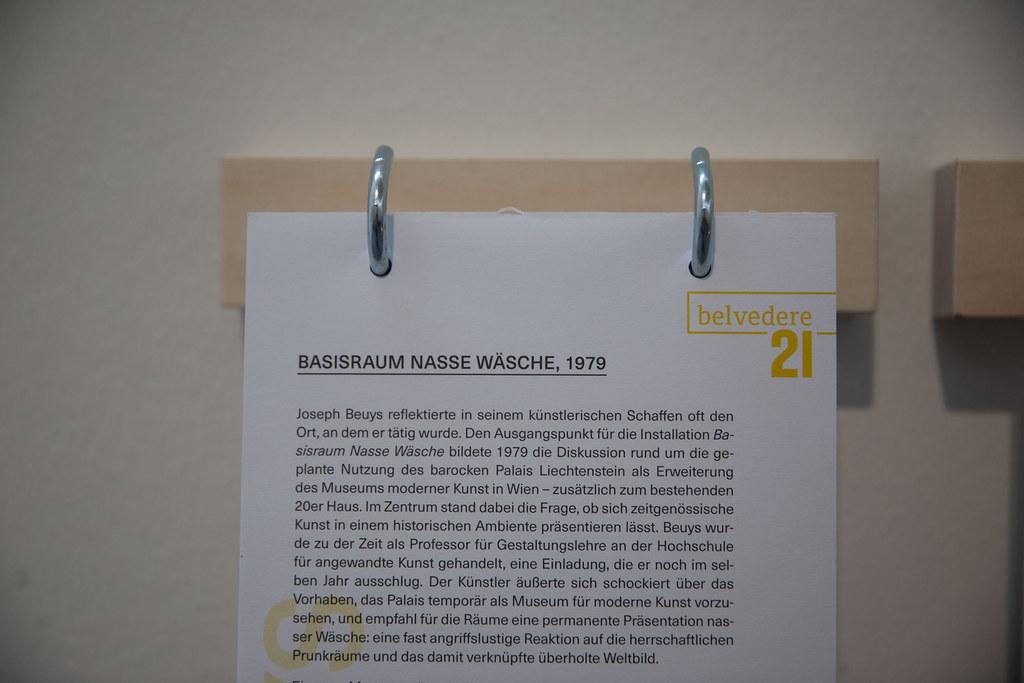 belvedere
21
BASISRAUM NASSE WÄSCHE, 1979
Joseph Beuys reflektierte in seinem künstlerischen Schaffen oft den
Ort, an dem er tätig wurde. Den Ausgangspunkt für die Installation Ba-
sisraum Nasse Wäsche bildete 1979 die Diskussion rund um die ge-
plante Nutzung des barocken Palais Liechtenstein als Erweiterung
des Museums moderner Kunst in Wien – zusätzlich zum bestehenden
20er Haus. Im Zentrum stand dabei die Frage, ob sich zeitgenössische
Kunst in einem historischen Ambiente präsentieren lässt. Beuys wur-
de zu der Zeit als Professor für Gestaltungslehre an der Hochschule
für angewandte Kunst gehandelt, eine Einladung, die er noch im sel-
ben Jahr ausschlug. Der Künstler äußerte sich schockiert über das
Vorhaben, das Palais temporär als Museum für moderne Kunst vorzu-
sehen, und empfahl für die Räume eine permanente Präsentation nas-
ser Wäsche: eine fast angriffslustige Reaktion auf die herrschaftlichen
Prunkräume und das damit verknüpfte überholte Weltbild.